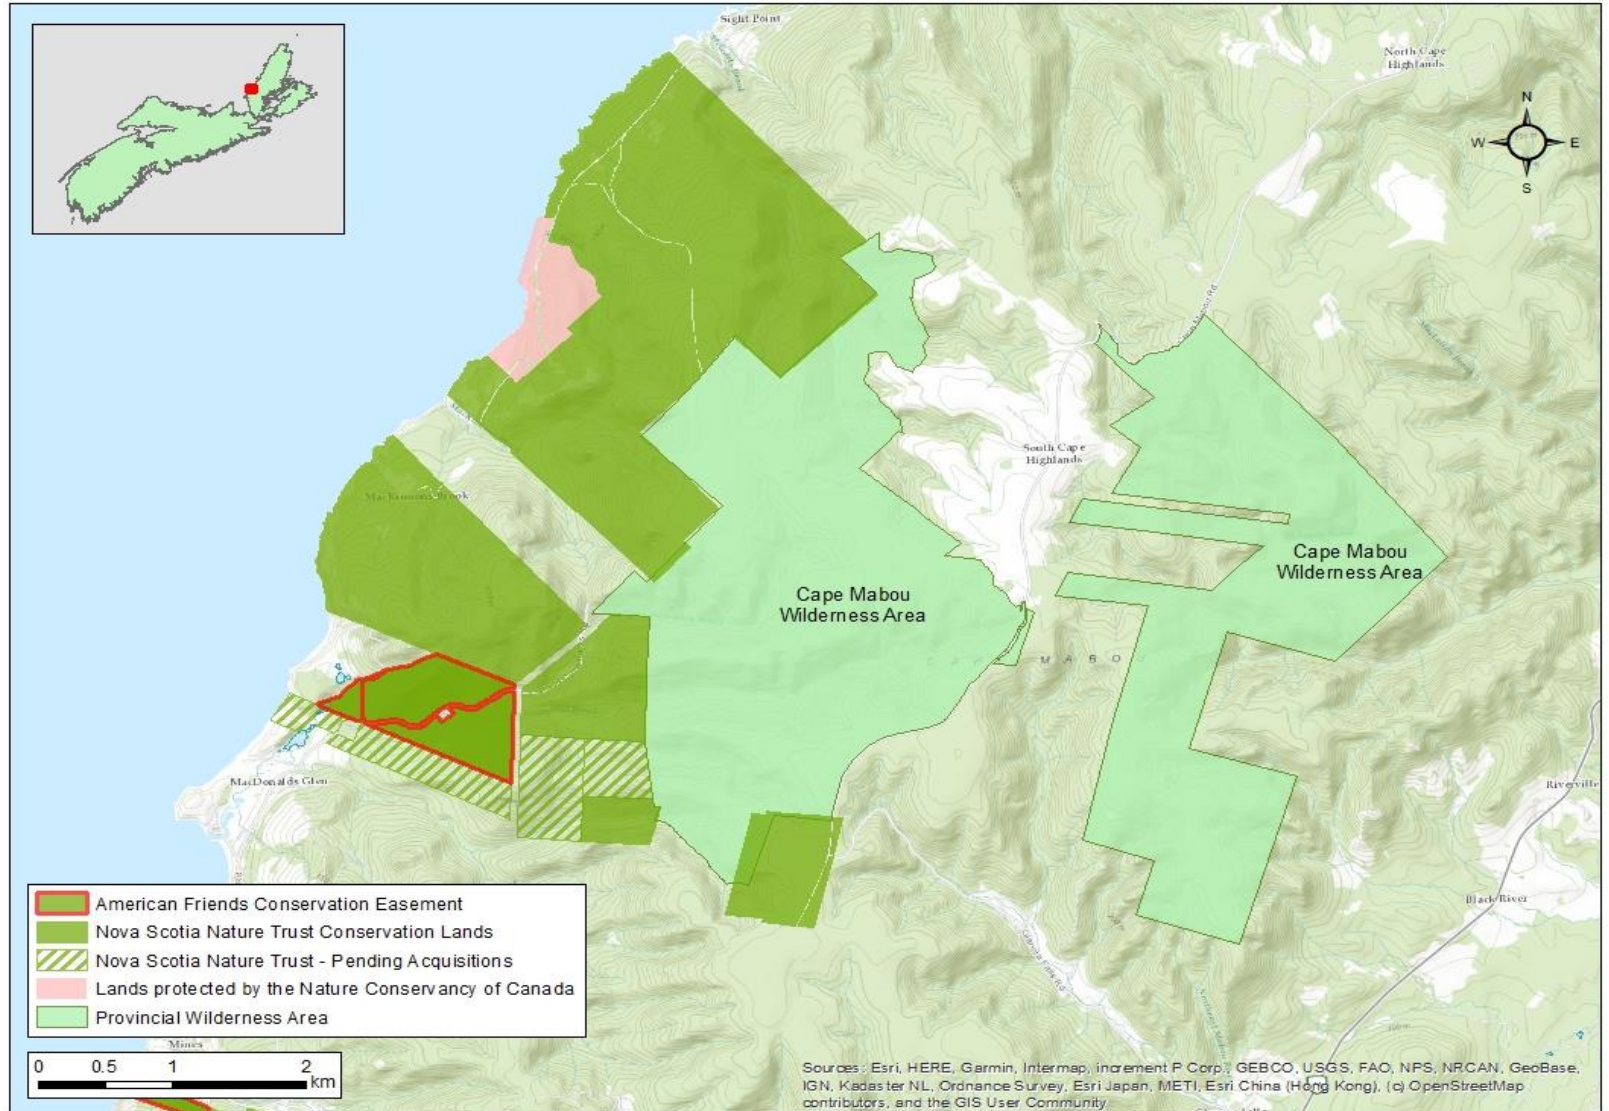 Sight Point
North Cape
Highlands
N
W
E
S
South Cape
Highlands
Cape Mabou
Wilderness Area
Cape Mabou
Wilderness Area
MacKinnons Brook
CAPE MABOU
MacDonalds Glen
Riverville
Black River
American Friends Conservation Easement
Nova Scotia Nature Trust Conservation Lands
Nova Scotia Nature Trust - Pending Acquisitions
Lands protected by the Nature Conservancy of Canada
Provincial Wilderness Area
Mines
0 0.5 1 2
km
Sources: Esri, HERE, Garmin, Intermap, increment P Corp., GEBCO, USGS, FAO, NPS, NRCAN, GeoBase,
IGN, Kadaster NL, Ordnance Survey, Esri Japan, METI, Esri China (Hong Kong), (c) OpenStreetMap
contributors, and the GIS User Community